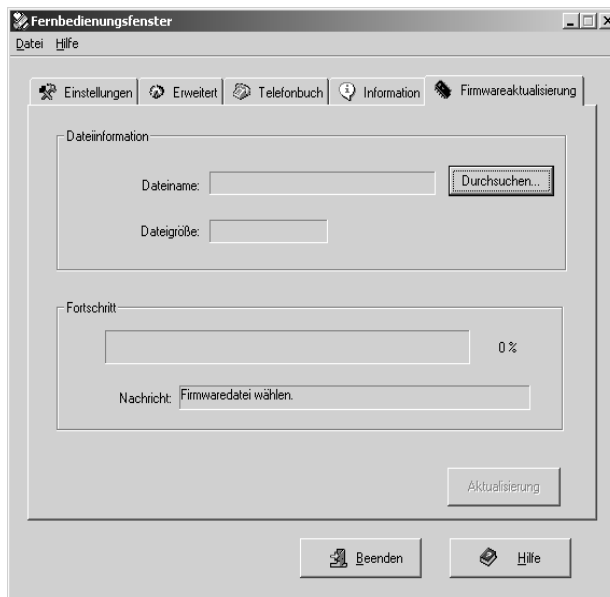 Fernbedienungsfenster
Datei Hilfe
Einstellungen Erweitert Telefonbuch Information Firmwareaktualisierung
Dateiinformation
Dateiname: Durchsuchen...
Dateigröße:
Fortschritt
0 %
Nachricht: Firmwaredatei wählen.
Aktualisierung
Beenden Hilfe